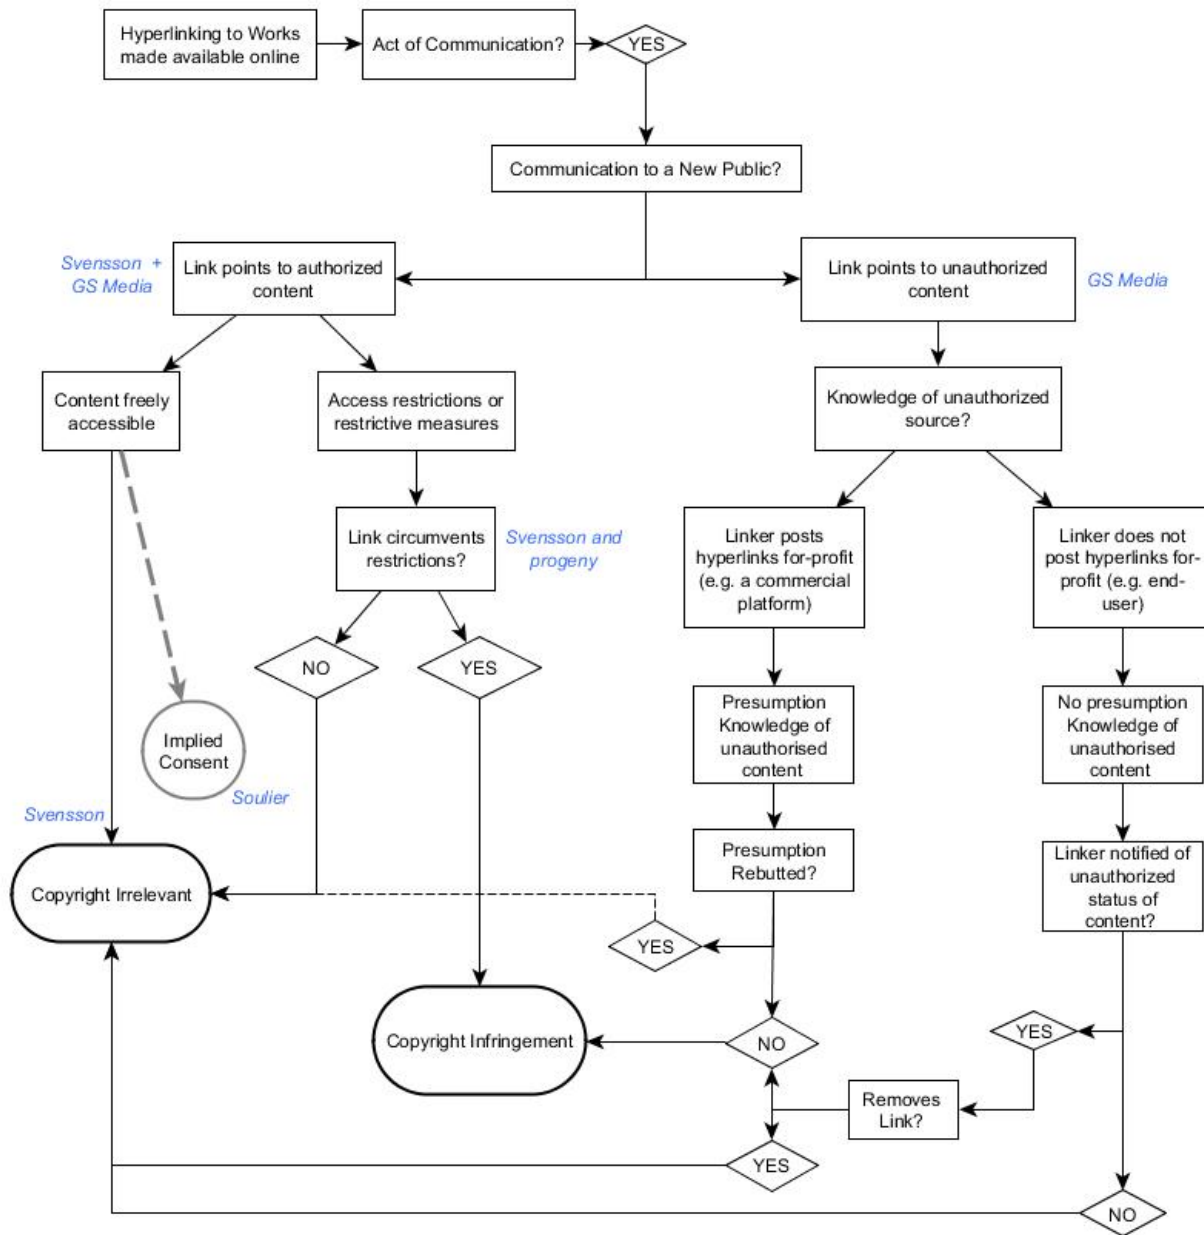 Hyperlinking to Works
made available online
Act of Communication?
YES
Communication to a New Public?
Svensson +
GS Media
Link points to authorized
content
Link points to unauthorized
content
GS Media
Content freely
accessible
Access restrictions or
restrictive measures
Knowledge of unauthorized
source?
Link circumvents
restrictions?
Svensson and
progeny
Linker posts
hyperlinks for-profit
(e.g. a commercial
platform)
Linker does not
post hyperlinks for-
profit (e.g. end-
user)
NO
YES
Implied
Consent
Soulier
Presumption
Knowledge of
unauthorised
content
No presumption
Knowledge of
unauthorised
content
Svensson
Copyright Irrelevant
Presumption
Rebutted?
Linker notified of
unauthorized
status of
content?
YES
Copyright Infringement
NO
YES
Removes
Link?
YES
NO